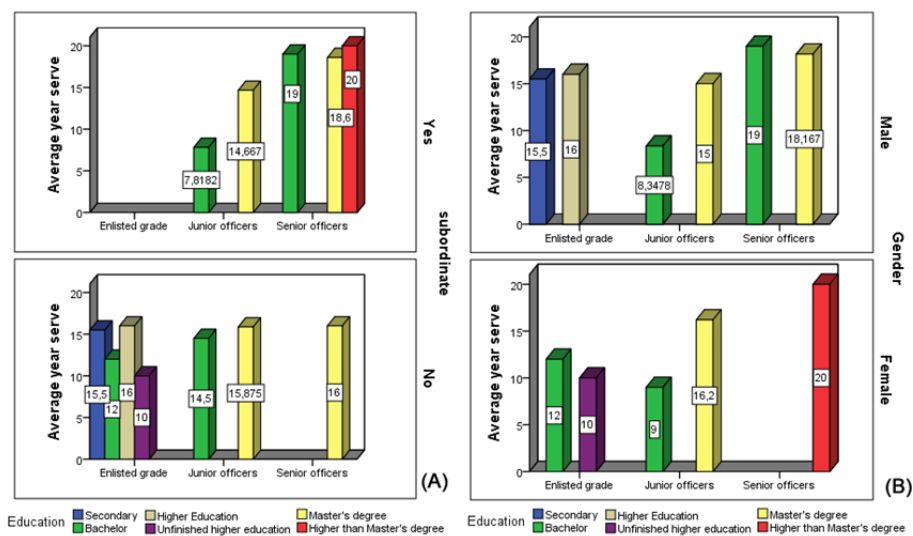 20
15
10
5
0
Average year serve
7,8182
14,667
19
18,6
20
Enlisted grade
Junior officers
Senior officers
Yes
subordinate
20
15
10
5
0
Average year serve
15,5
12
16
10
14,5
15,875
16
Enlisted grade
Junior officers
Senior officers
No
(A)
Education
Secondary
Higher Education
Master's degree
Bachelor
Unfinished higher education
Higher than Master's degree
20
15
10
5
0
Average year serve
15,5
16
8,3478
15
19
18,167
Enlisted grade
Junior officers
Senior officers
Male
Gender
20
15
10
5
0
Average year serve
12
10
9
16,2
20
Enlisted grade
Junior officers
Senior officers
Female
(B)
Education
Secondary
Higher Education
Master's degree
Bachelor
Unfinished higher education
Higher than Master's degree